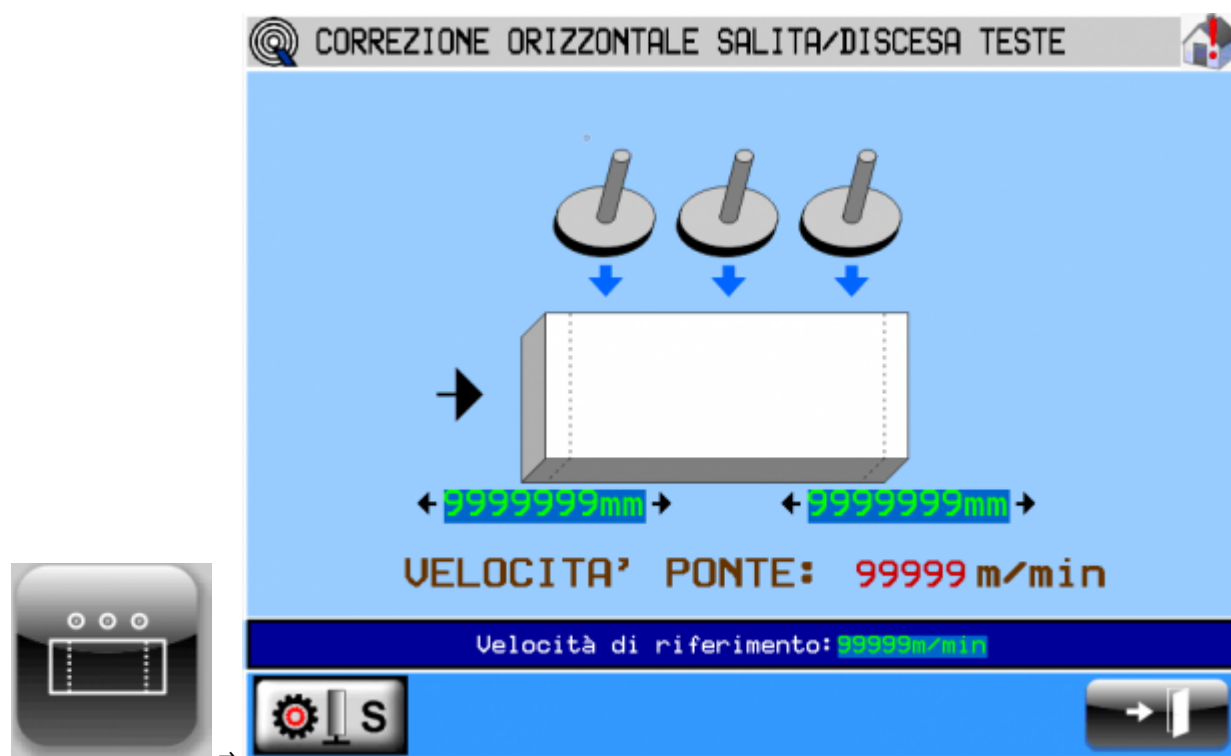 CORREZIONE ORIZZONTALE SALITA/DISCESA TESTE
9999999mm 9999999mm
VELOCITA' PONTE: 99999 m/min
Velocità di riferimento: 99999m/min
S